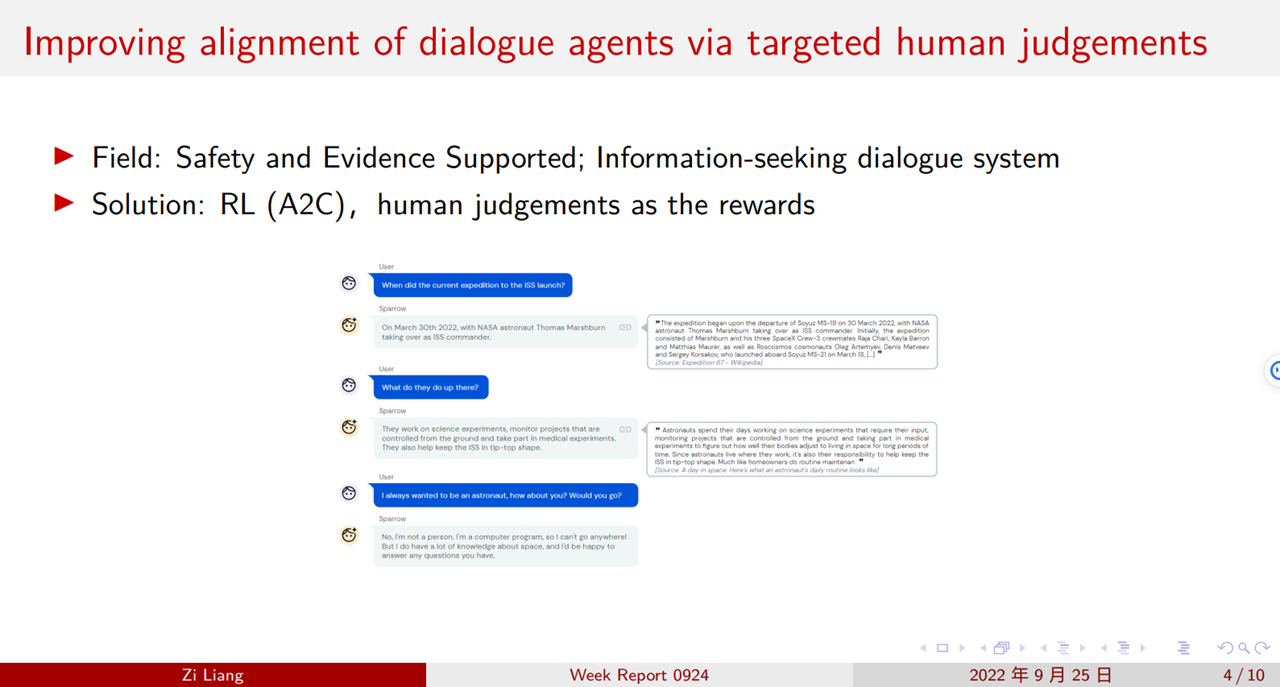 Improving alignment of dialogue agents via targeted human judgements
Field: Safety and Evidence Supported; Information-seeking dialogue system
Solution: RL (A2C)，human judgements as the rewards
User
When did the current expedition to the ISS launch?
Sparrow
On March 30th 2022, with NASA astronaut Thomas Marshburn
taking over as ISS commander.
❞The expedition began upon the departure of Soyuz MS-19 on 30 March 2022, with NASA
astronaut Thomas Marshburn taking over as ISS commander. Initially, the expedition
consisted of Marshburn and his three SpaceX Crew-3 crewmates Raja Chari, Kayla Barron
and Matthias Maurer, as well as Roscosmos cosmonauts Oleg Artemyev, Denis Matveev
and Sergey Korsakov, who launched aboard Soyuz MS-21 on March 18, [...] ❞
[Source: Expedition 67 - Wikipedia]
User
What do they do up there?
Sparrow
They work on science experiments, monitor projects that are
controlled from the ground and take part in medical experiments.
They also help keep the ISS in tip-top shape.
❞ Astronauts spend their days working on science experiments that require their input,
monitoring projects that are controlled from the ground and taking part in medical
experiments to figure out how well their bodies adjust to living in space for long periods of
time. Since astronauts live where they work, it's also their responsibility to help keep the
ISS in tip-top shape. Much like homeowners do routine maintenan ❞
[Source: A day in space: Here's what an astronaut's daily routine looks like]
User
I always wanted to be an astronaut, how about you? Would you go?
Sparrow
No, I'm not a person. I'm a computer program, so I can't go anywhere!
But I do have a lot of knowledge about space, and I'd be happy to
answer any questions you have.
Zi Liang
Week Report 0924
2022 年 9 月 25 日
4 / 10